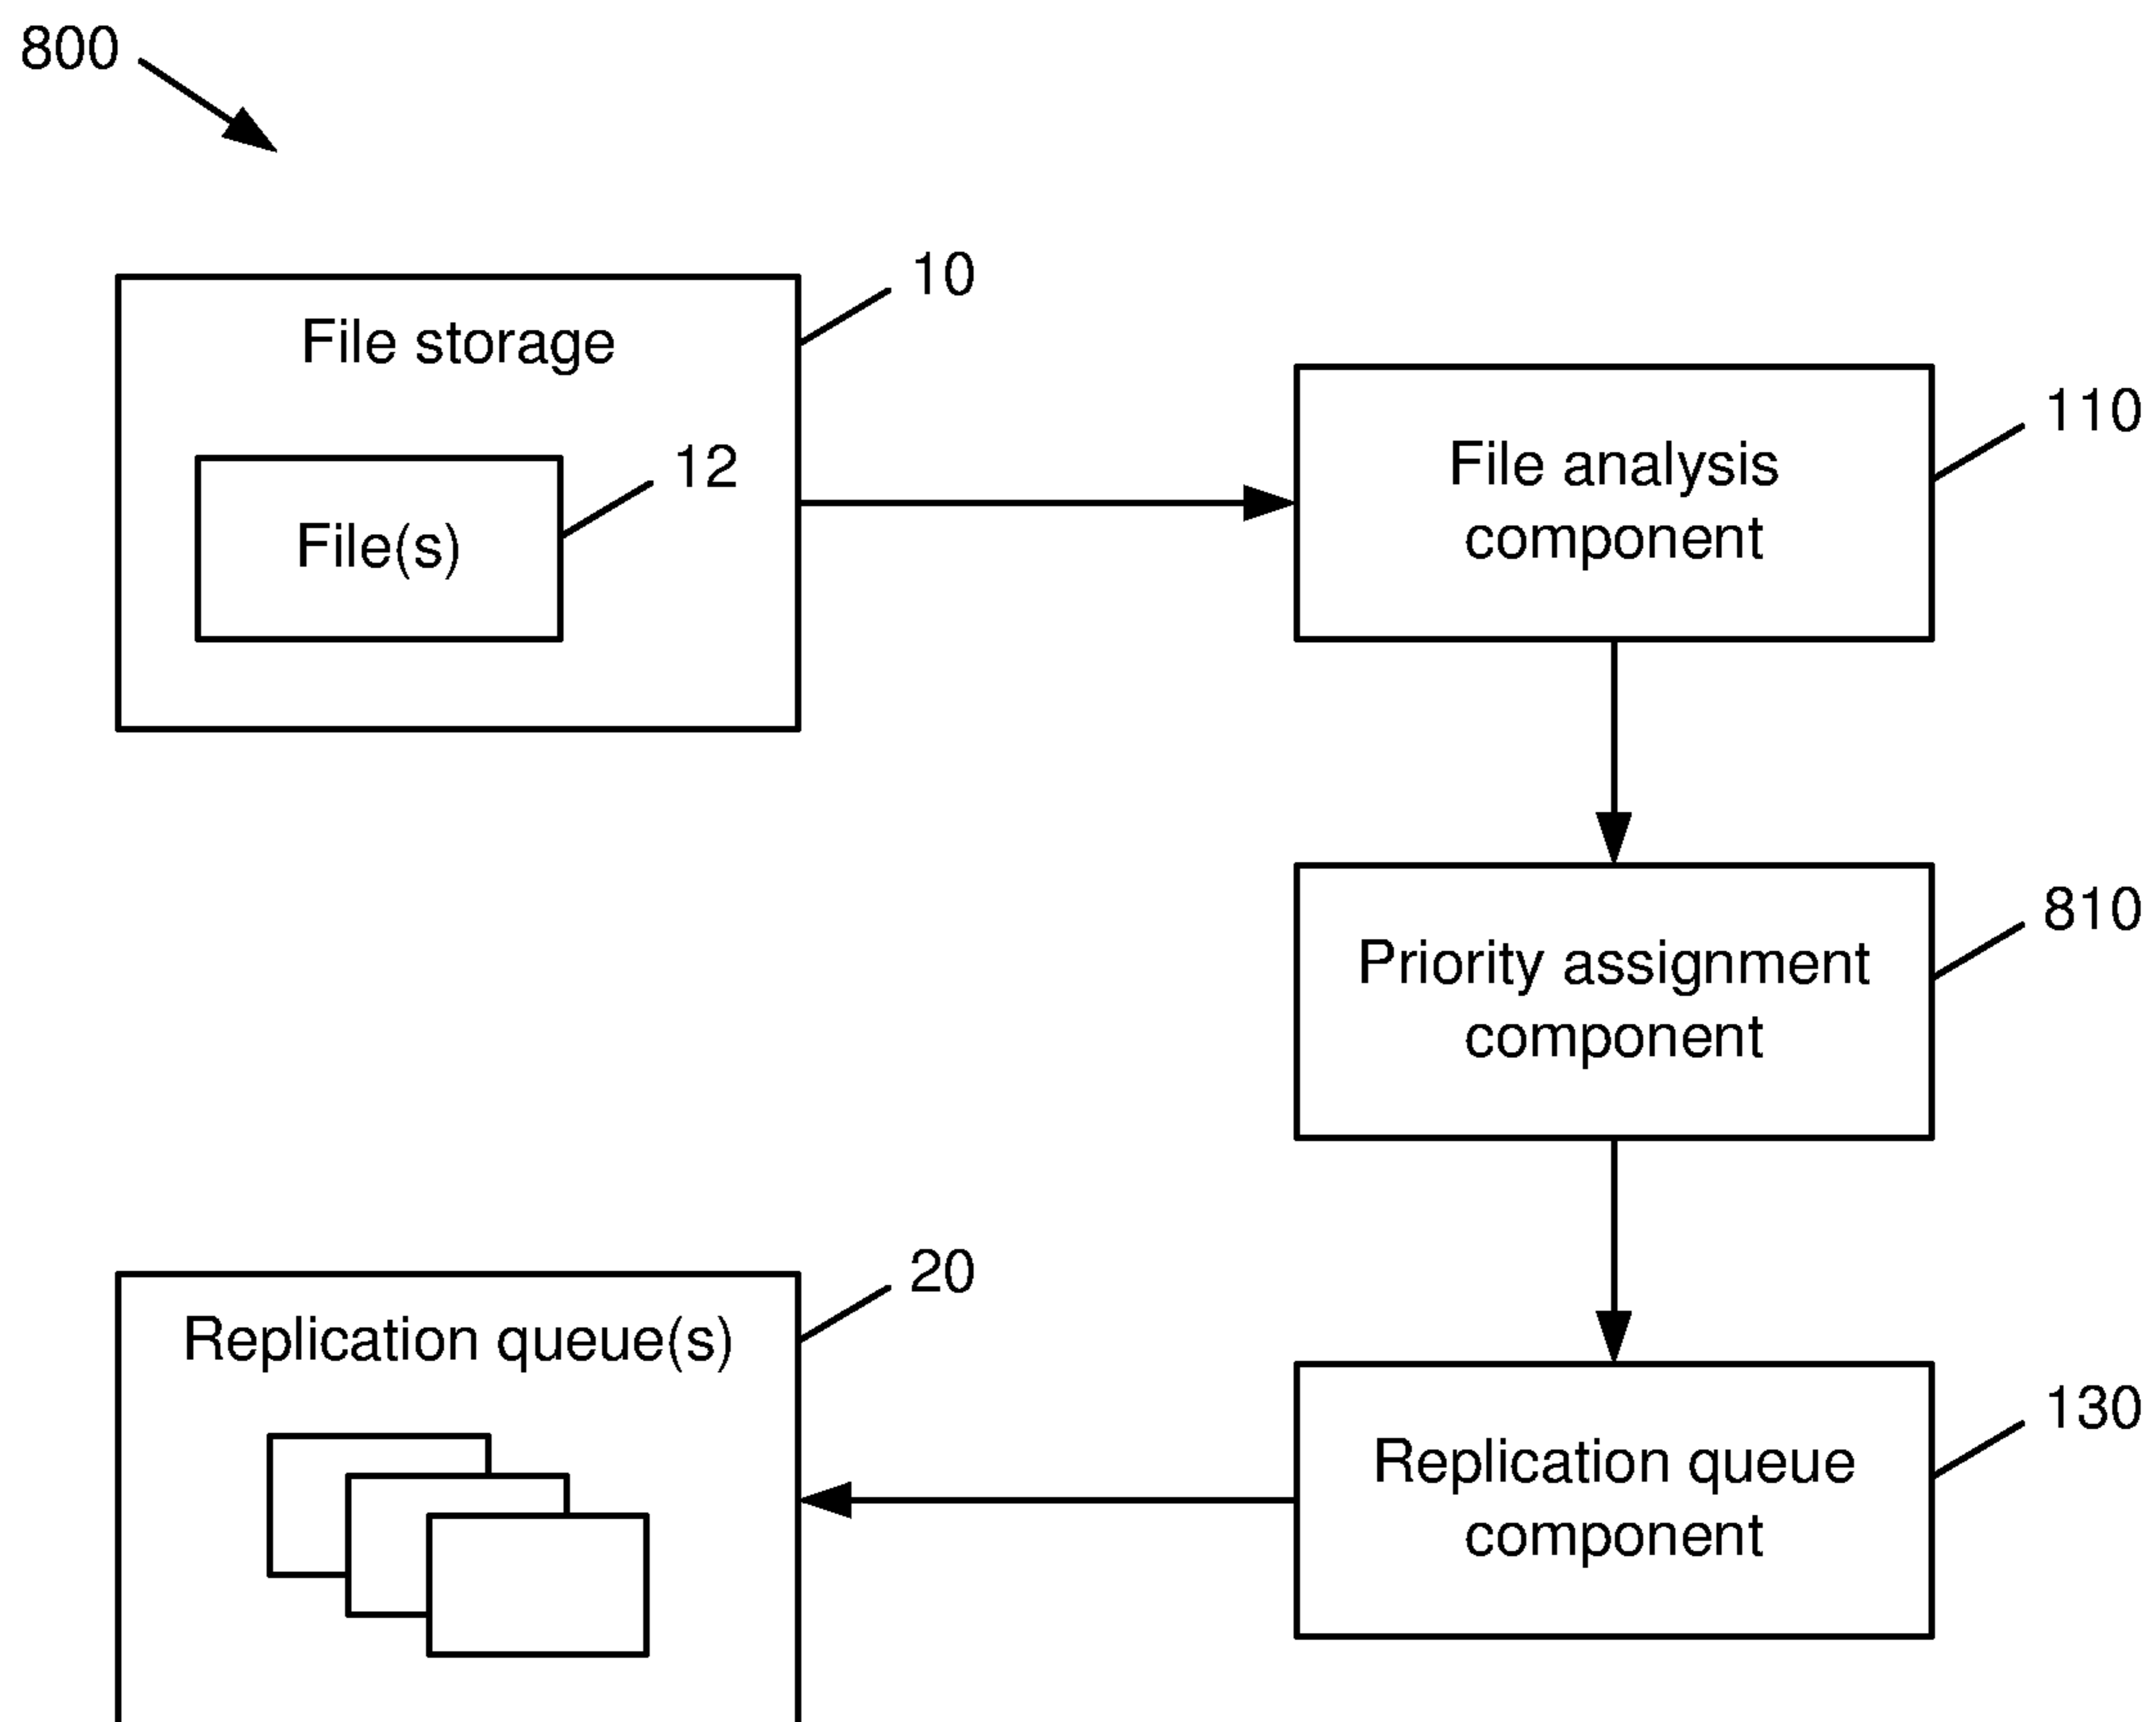 800
10
File storage
12
File(s)
110
File analysis
component
810
Priority assignment
component
20
Replication queue(s)
130
Replication queue
component